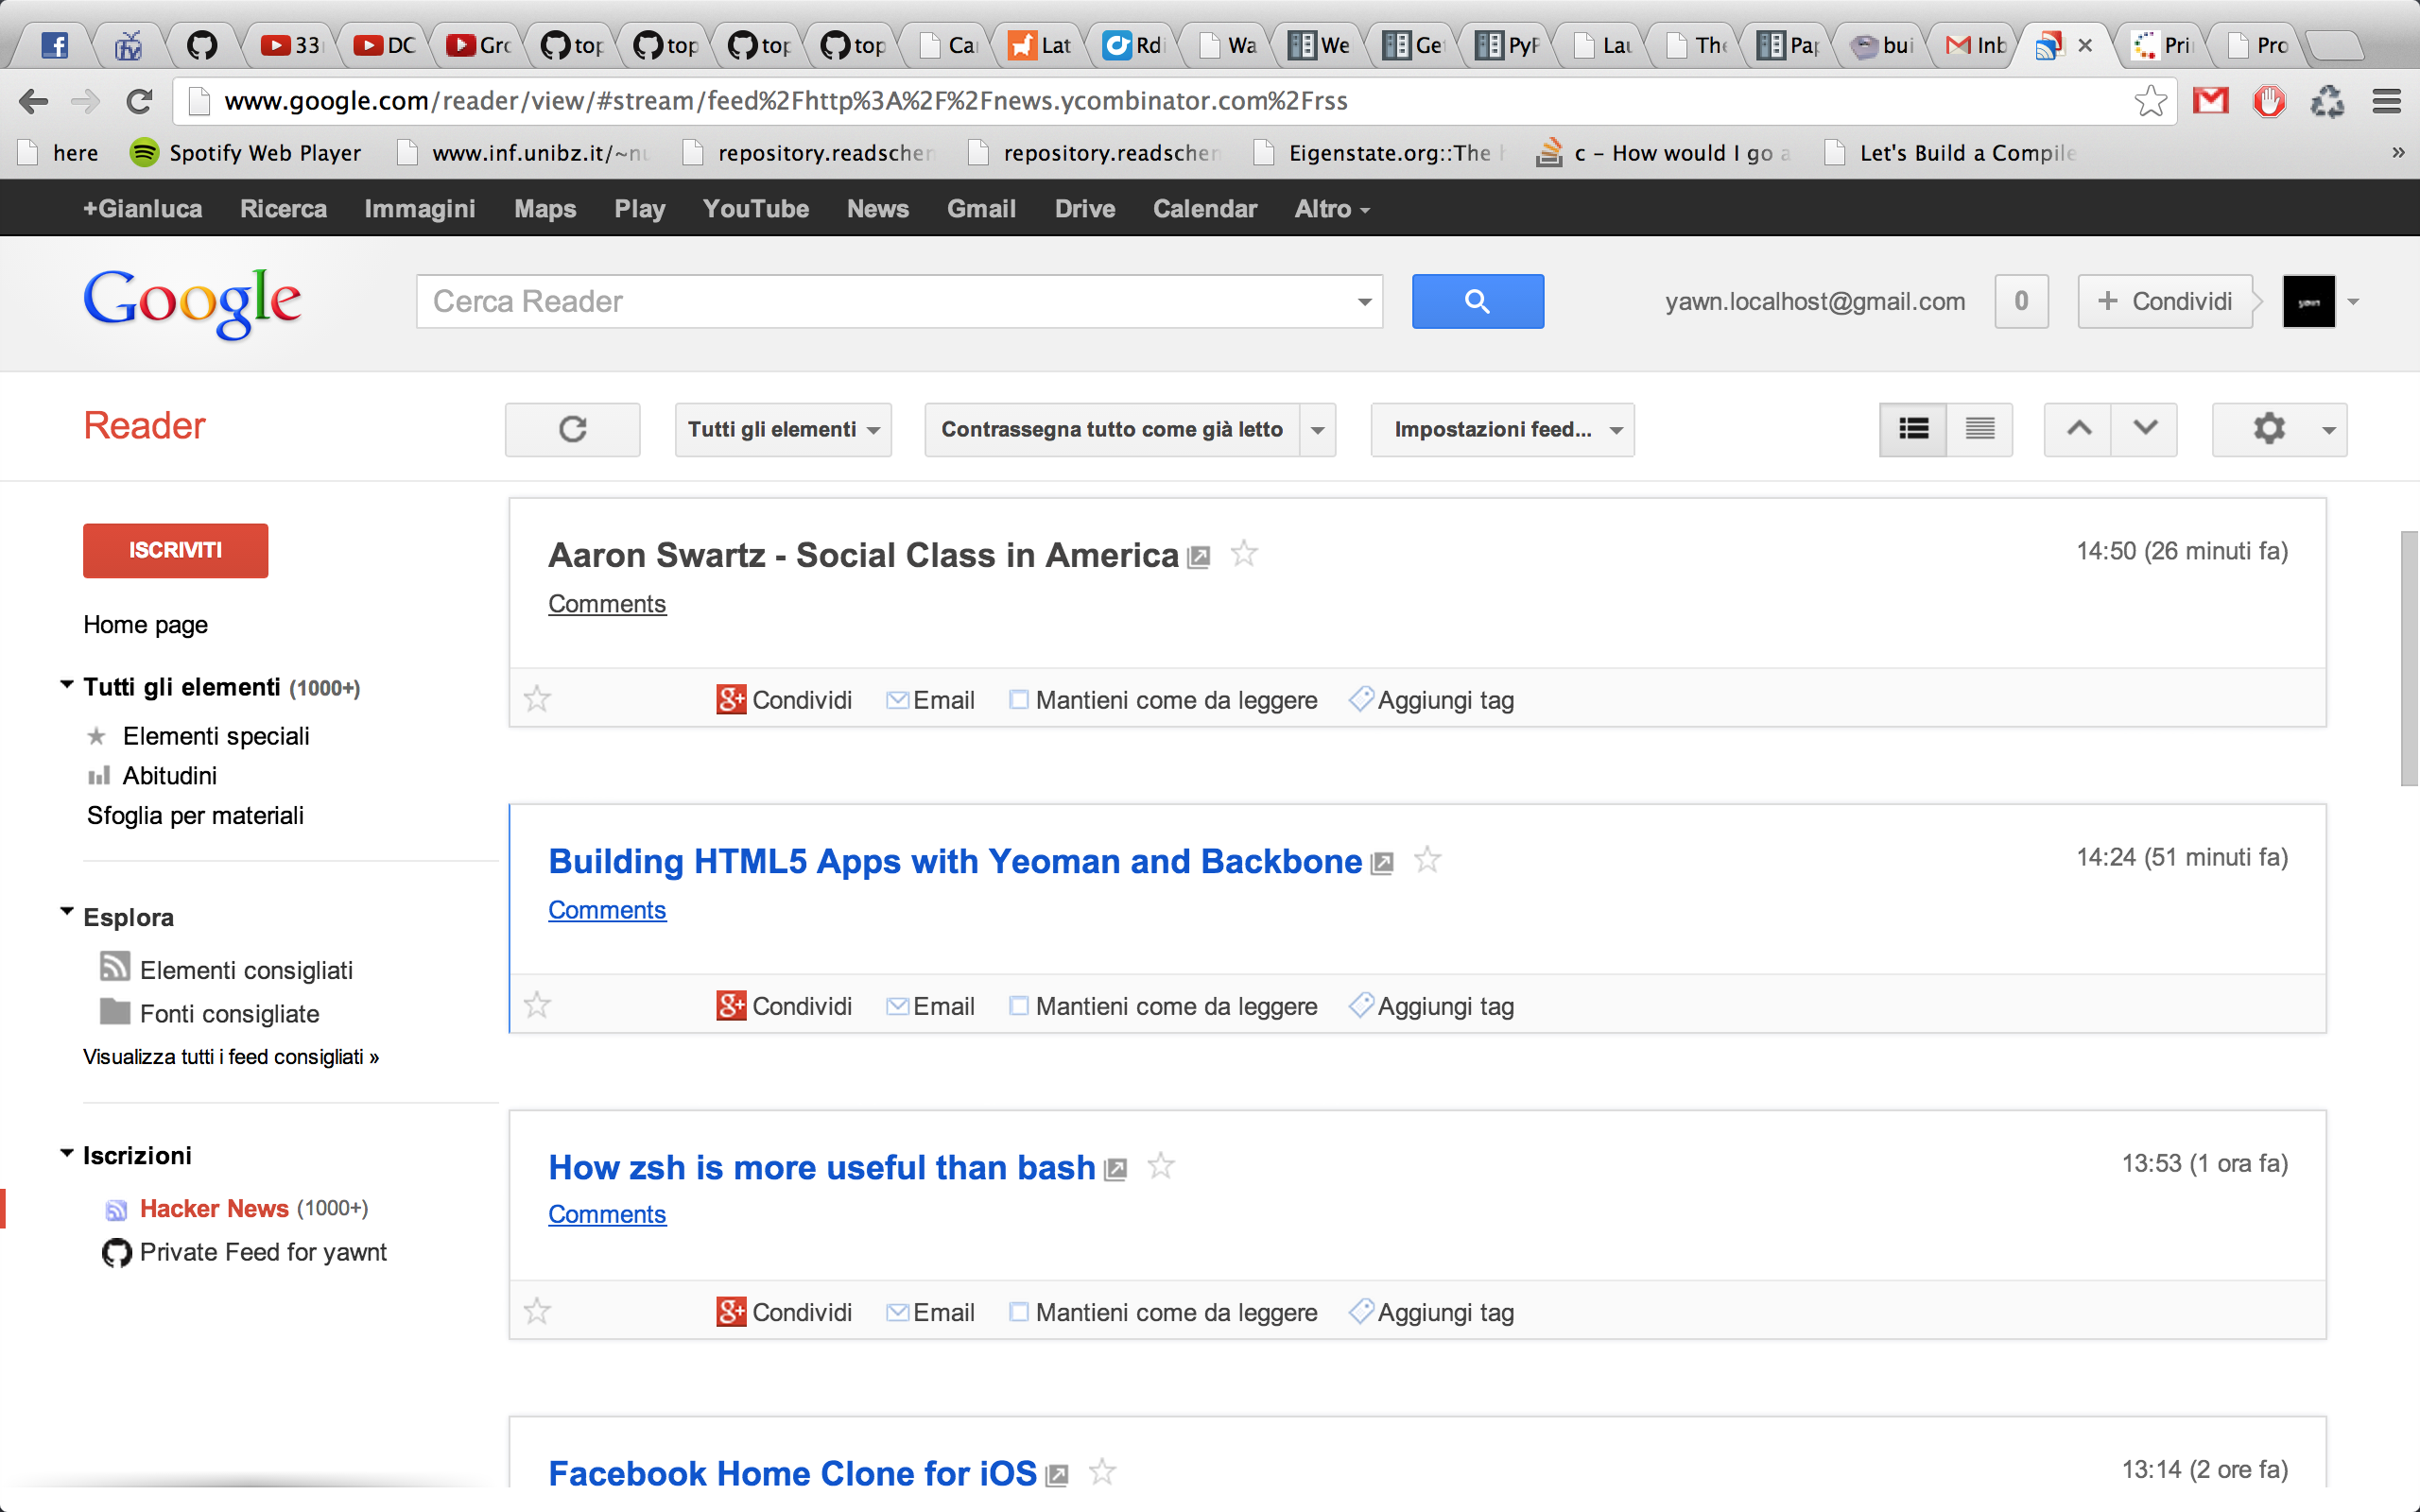 33
DC
Gro
top
top
top
top
Ca
Lat
Rdi
Wa
We
Ge
PyP
Lau
The
Pap
bui
Inb
Pri
Pro
www.google.com/reader/view/#stream/feed%2Fhttp%3A%2F%2Fnews.ycombinator.com%2Frss
here
Spotify Web Player
www.inf.unibz.it/~nu
repository.readschem
repository.readschem
Eigenstate.org::The
c – How would I go a
Let's Build a Compile
»
+Gianluca Ricerca Immagini Maps Play YouTube News Gmail Drive Calendar Altro
Google
Cerca Reader
yawn.localhost@gmail.com
0
+ Condividi
yawn
Reader
Tutti gli elementi
Contrassegna tutto come già letto
Impostazioni feed...
ISCRIVITI
Home page
Tutti gli elementi (1000+)
Elementi speciali
Abitudini
Sfoglia per materiali
Esplora
Elementi consigliati
Fonti consigliate
Visualizza tutti i feed consigliati »
Iscrizioni
Hacker News (1000+)
Private Feed for yawnt
Aaron Swartz - Social Class in America
14:50 (26 minuti fa)
Comments
Condividi Email Mantieni come da leggere Aggiungi tag
Building HTML5 Apps with Yeoman and Backbone
14:24 (51 minuti fa)
Comments
Condividi Email Mantieni come da leggere Aggiungi tag
How zsh is more useful than bash
13:53 (1 ora fa)
Comments
Condividi Email Mantieni come da leggere Aggiungi tag
Facebook Home Clone for iOS
13:14 (2 ore fa)